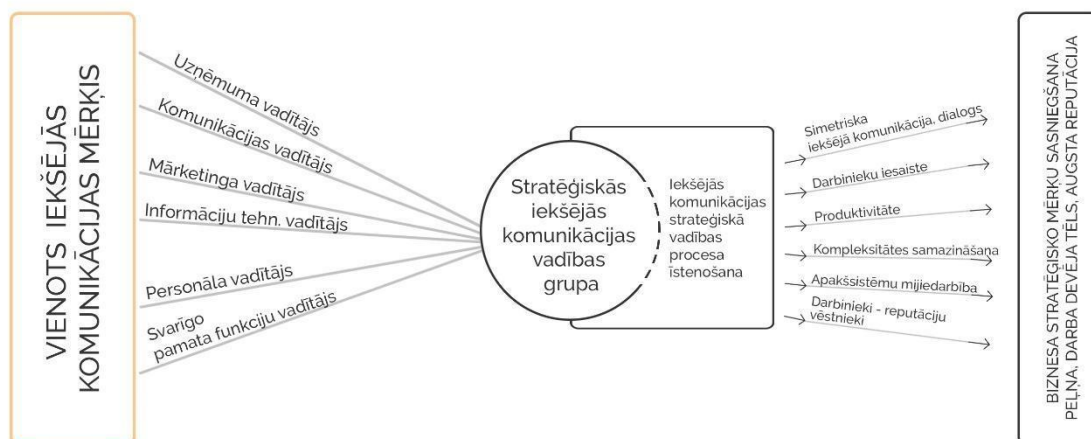 VIENOTS IEKŠĒJĀS
KOMUNIKĀCIJAS MĒRĶIS
Uzņēmuma vadītājs
Komunikācijas vadītājs
Mārketinga vadītājs
Informāciju tehn. vadītājs
Personāla vadītājs
Svarīgo
pamata funkciju vadītājs
Stratēģiskās
iekšējās
komunikācijas
vadības
grupa
Iekšējās
komunikācijas
strateģiskā
vadības
procesa
īstenošana
Simetriska
iekšējā komunikācija, dialogs
Darbinieku iesaiste
Produktivitāte
Kompleksitātes samazināšana
Apakšsistēmu mijiedarbība
Darbinieki - reputāciju
vēstnieki
BIZNESA STRATĒĢISKO MĒRĶU SASNIEGŠANA
PEĻŅA, DARBA DEVĒJA TĒLS, AUGSTA REPUTĀCIJA